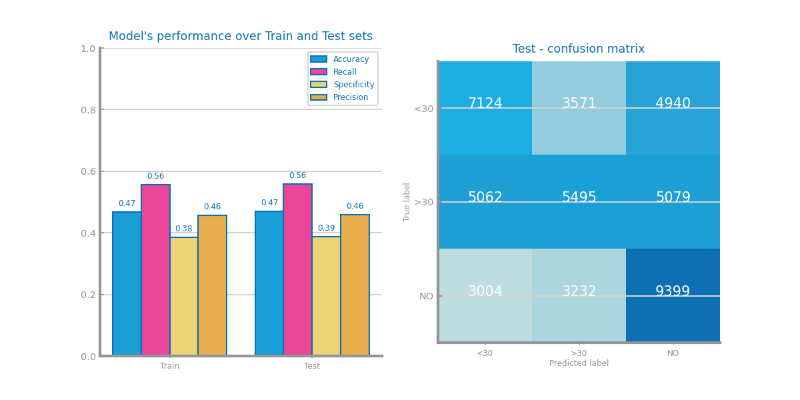 Model's performance over Train and Test sets
1.0
0.8
0.6
0.4
0.2
0.0
Accuracy
Recall
Specificity
Precision
0.47
0.56
0.38
0.46
0.47
0.56
0.39
0.46
Train
Test
Test - confusion matrix
True label
<30
7124
3571
4940
>30
5062
5495
5079
NO
3004
3232
9399
<30
>30
NO
Predicted label